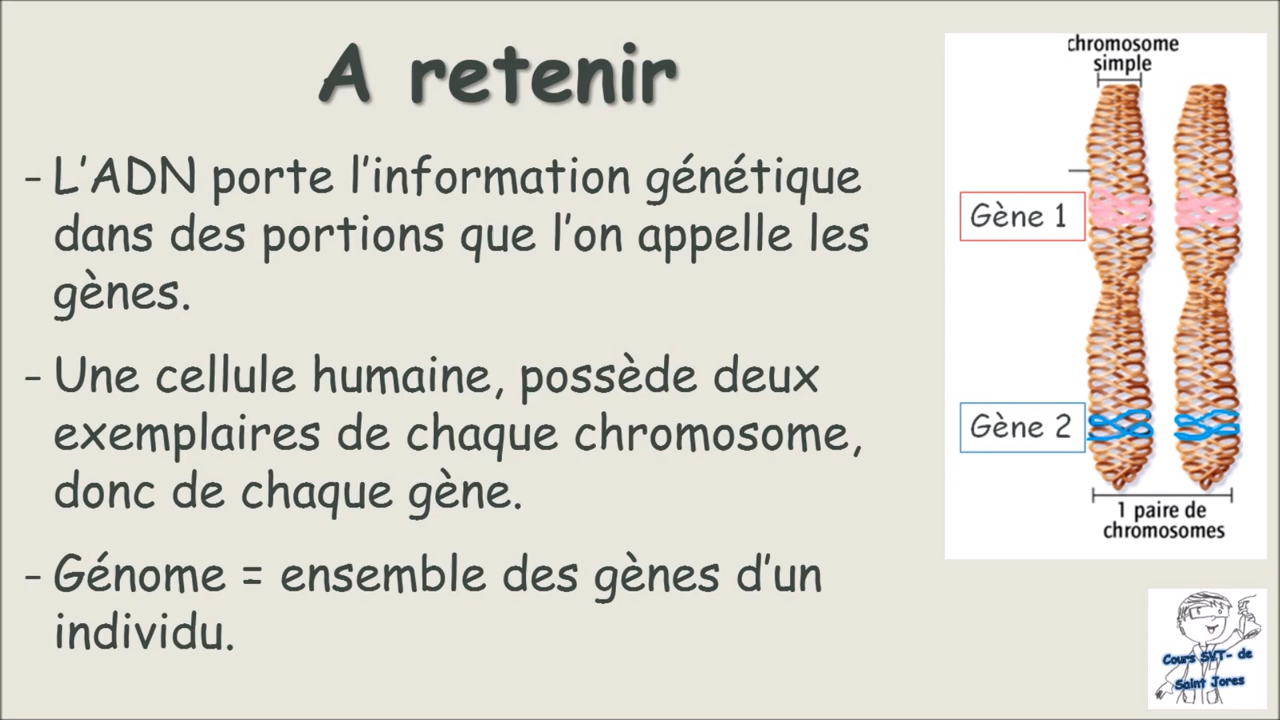 A retenir
- L’ADN porte l’information génétique
dans des portions que l’on appelle les
gènes.
- Une cellule humaine, possède deux
exemplaires de chaque chromosome,
donc de chaque gène.
- Génome = ensemble des gènes d’un
individu.
chromosome
simple
Gène 1
Gène 2
1 paire de
chromosomes
Cours SVT- de
Saint Jores